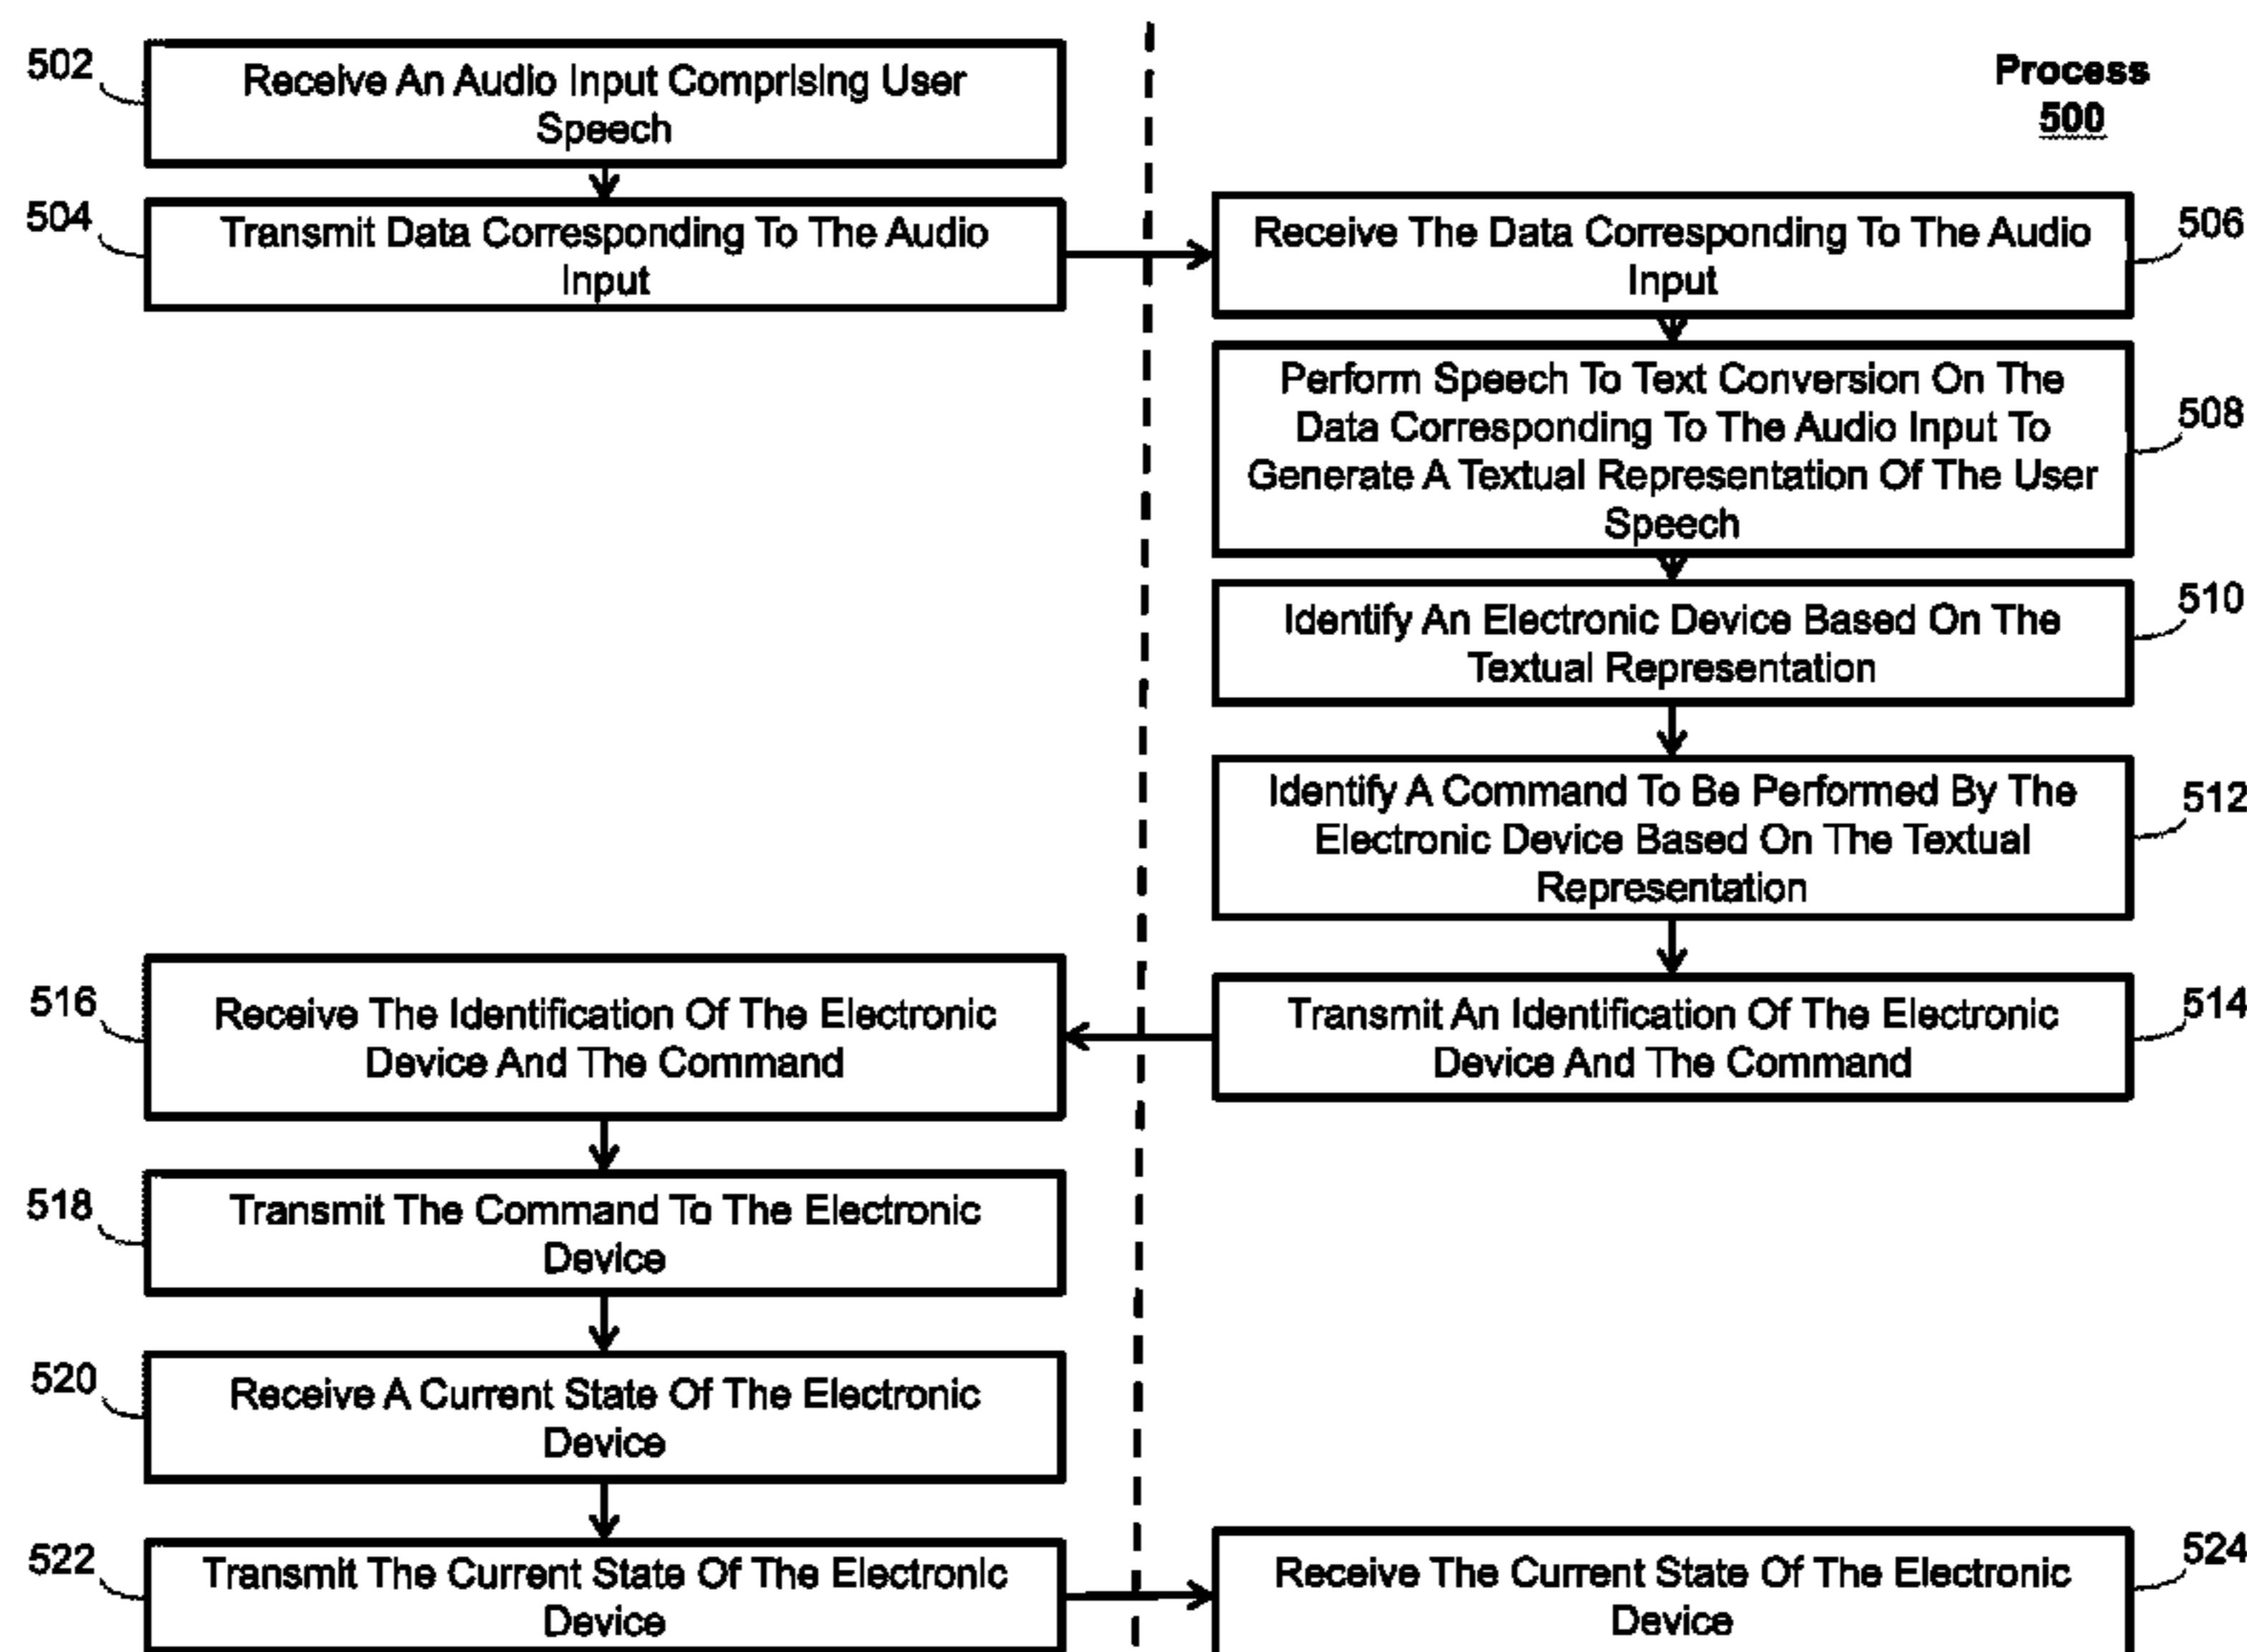 Process
500
502
Receive An Audio Input Comprising User
Speech
504
Transmit Data Corresponding To The Audio
Input
Receive The Data Corresponding To The Audio
Input
506
Perform Speech To Text Conversion On The
Data Corresponding To The Audio Input To
Generate A Textual Representation Of The User
Speech
508
Identify An Electronic Device Based On The
Textual Representation
510
Identify A Command To Be Performed By The
Electronic Device Based On The Textual
Representation
512
Transmit An Identification Of The Electronic
Device And The Command
514
516
Receive The Identification Of The Electronic
Device And The Command
518
Transmit The Command To The Electronic
Device
520
Receive A Current State Of The Electronic
Device
522
Transmit The Current State Of The Electronic
Device
Receive The Current State Of The Electronic
Device
524